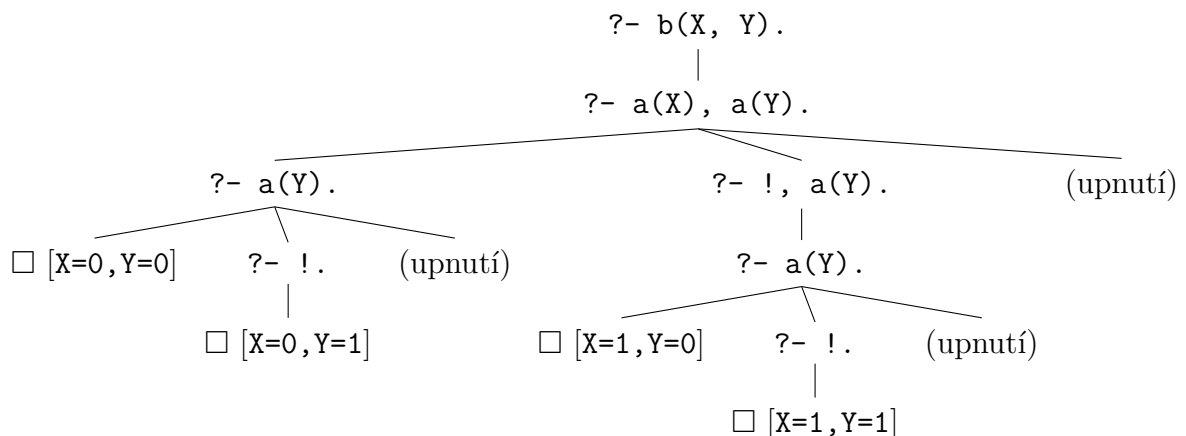 ?- b(X, Y).
?- a(X), a(Y).
?- a(Y). ?- !, a(Y). (upnutí)
□ [X=0,Y=0] ?- !. (upnutí) ?- a(Y).
□ [X=0,Y=1] □ [X=1,Y=0] ?- !. (upnutí)
□ [X=1,Y=1]